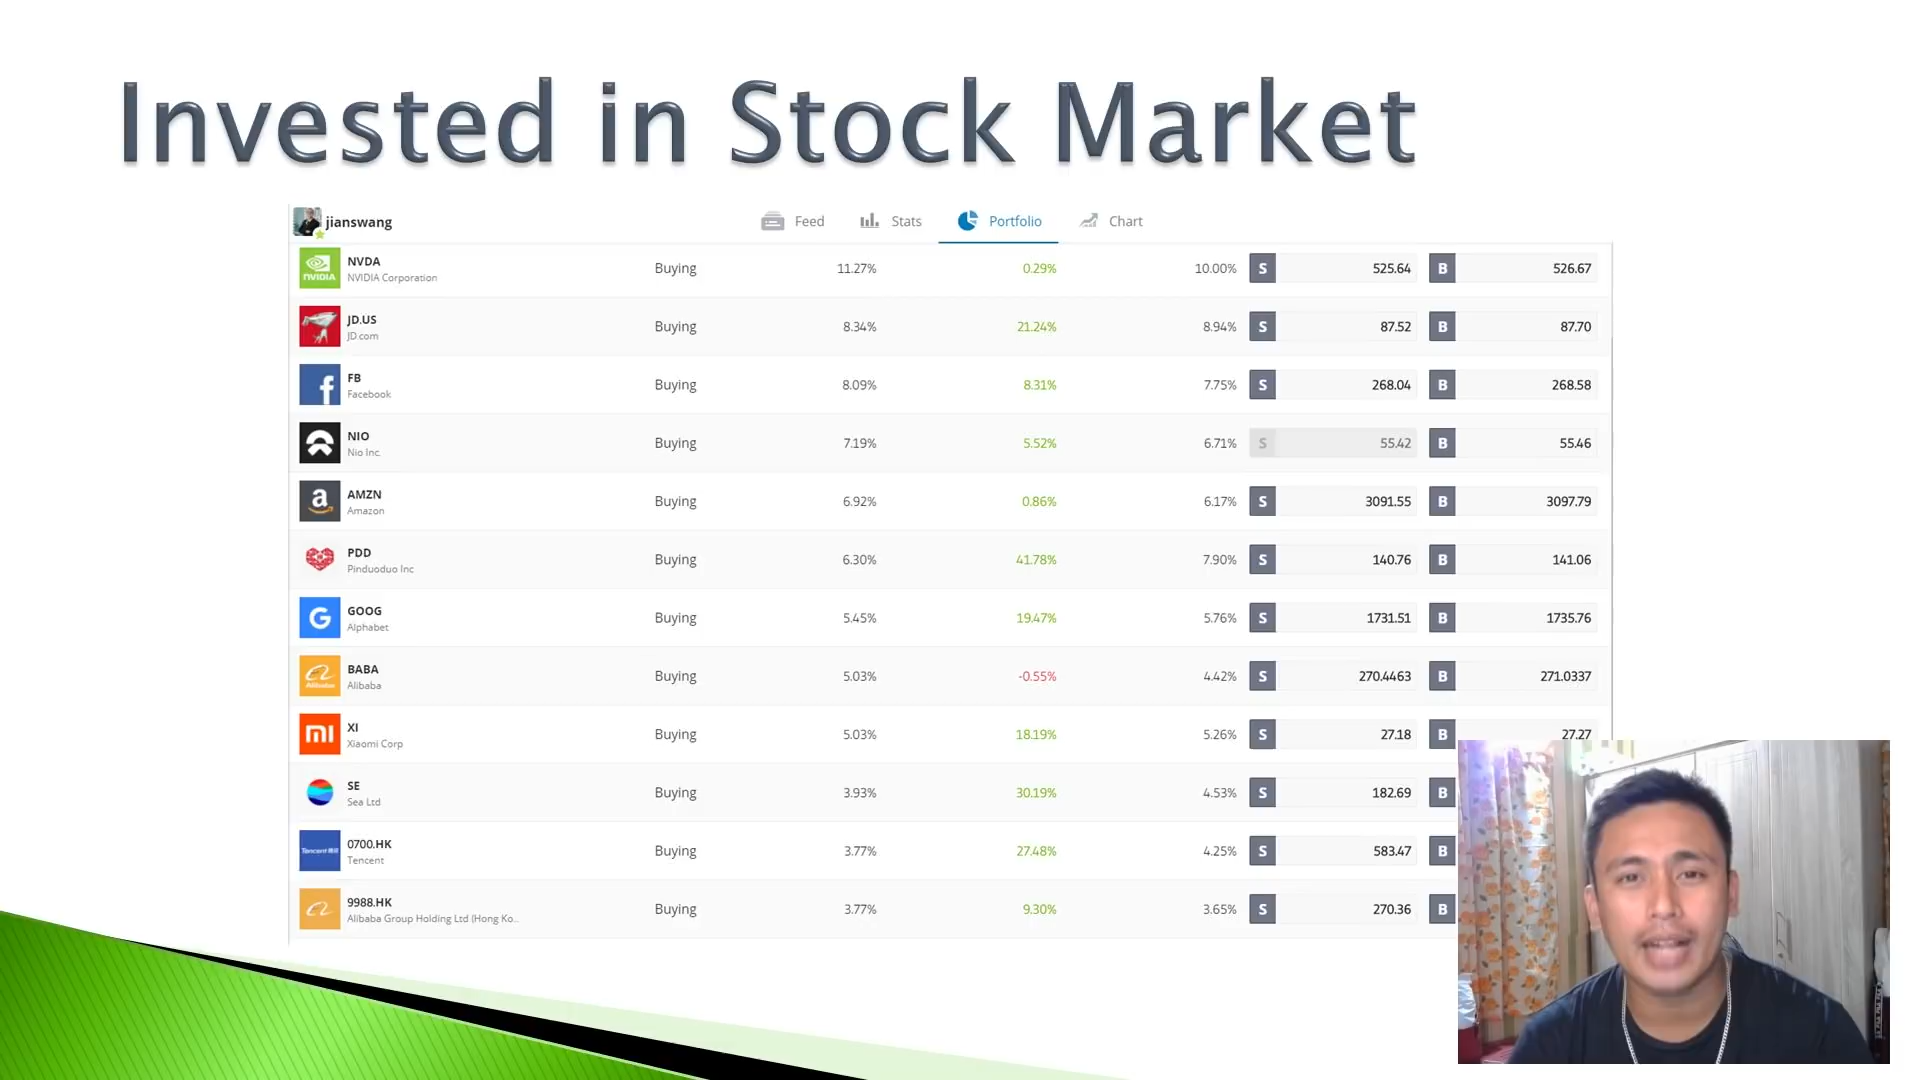 Invested in Stock Market
jianswang Feed Stats Portfolio Chart
NVIDIA NVDA Buying 11.27% 0.29% 10.00% S 525.64 B 526.67
NVIDIA Corporation
JD.US Buying 8.34% 21.24% 8.94% S 87.52 B 87.70
JD.com
f FB Buying 8.09% 8.31% 7.75% S 268.04 B 268.58
Facebook
NIO Buying 7.19% 5.52% 6.71% S 55.42 B 55.46
Nio Inc.
a AMZN Buying 6.92% 0.86% 6.17% S 3091.55 B 3097.79
Amazon
PDD Buying 6.30% 41.78% 7.90% S 140.76 B 141.06
Pinduoduo Inc
G GOOG Buying 5.45% 19.47% 5.76% S 1731.51 B 1735.76
Alphabet
BABA Buying 5.03% -0.55% 4.42% S 270.4463 B 271.0337
Alibaba Alibaba
mi XI Buying 5.03% 18.19% 5.26% S 27.18 B 27.27
Xiaomi Corp
SE Buying 3.93% 30.19% 4.53% S 182.69 B
Sea Ltd
Tencent 腾讯 0700.HK Buying 3.77% 27.48% 4.25% S 583.47 B
Tencent
9988.HK Buying 3.77% 9.30% 3.65% S 270.36 B
Alibaba Group Holding Ltd (Hong Ko..